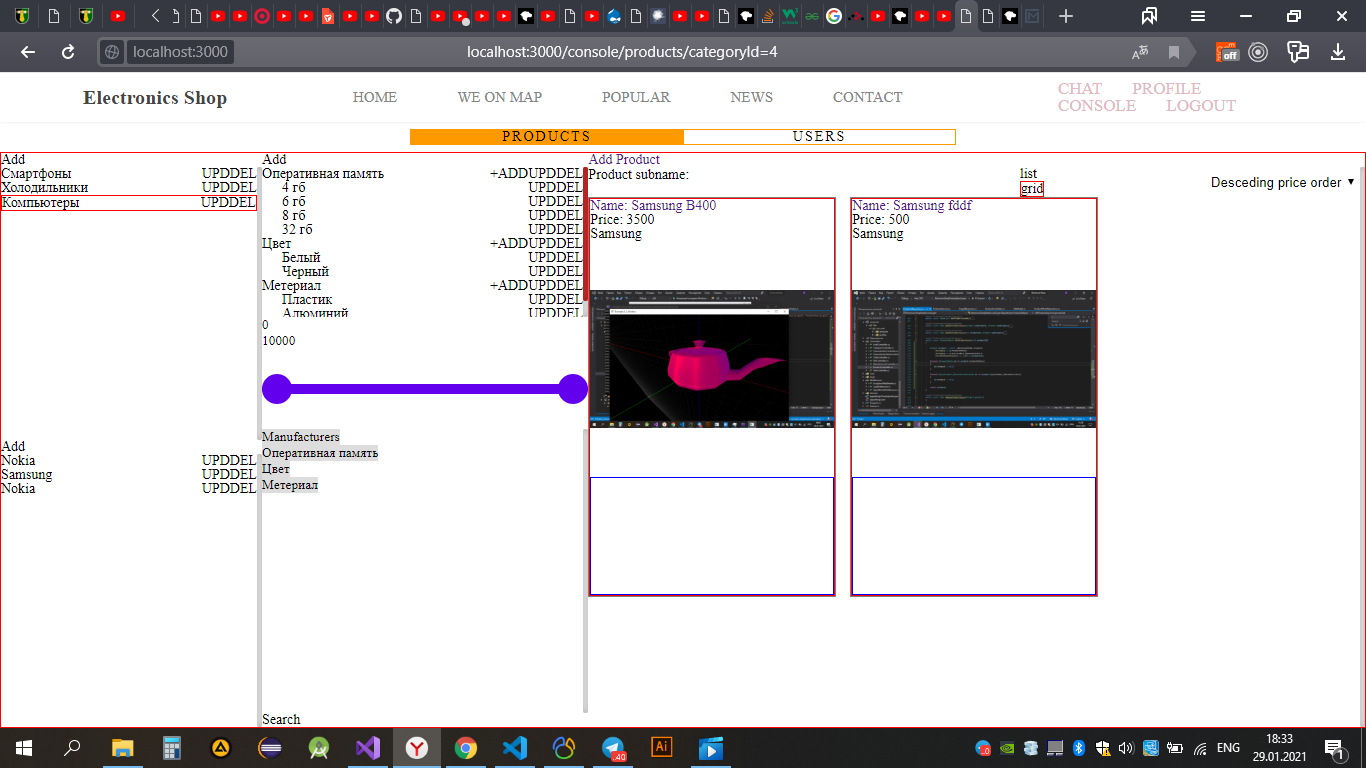 localhost:3000
localhost:3000/console/products/categoryId=4
off
Electronics Shop
HOME
WE ON MAP
POPULAR
NEWS
CONTACT
CHAT
PROFILE
CONSOLE
LOGOUT
PRODUCTS
USERS
Add
Смартфоны UPDDEL
Холодильники UPDDEL
Компьютеры UPDDEL
Add
Nokia UPDDEL
Samsung UPDDEL
Nokia UPDDEL
Add
Оперативная память +ADDUPDDEL
4 гб UPDDEL
6 гб UPDDEL
8 гб UPDDEL
32 гб UPDDEL
Цвет +ADDUPDDEL
Белый UPDDEL
Черный UPDDEL
Метериал +ADDUPDDEL
Пластик UPDDEL
Алюминий UPDDEL
0
10000
Manufacturers
Оперативная память
Цвет
Метериал
Search
Add Product
Product subname:
list
grid
Desceding price order
Name: Samsung B400
Price: 3500
Samsung
Name: Samsung fddf
Price: 500
Samsung
Ai
ENG
18:33
29.01.2021